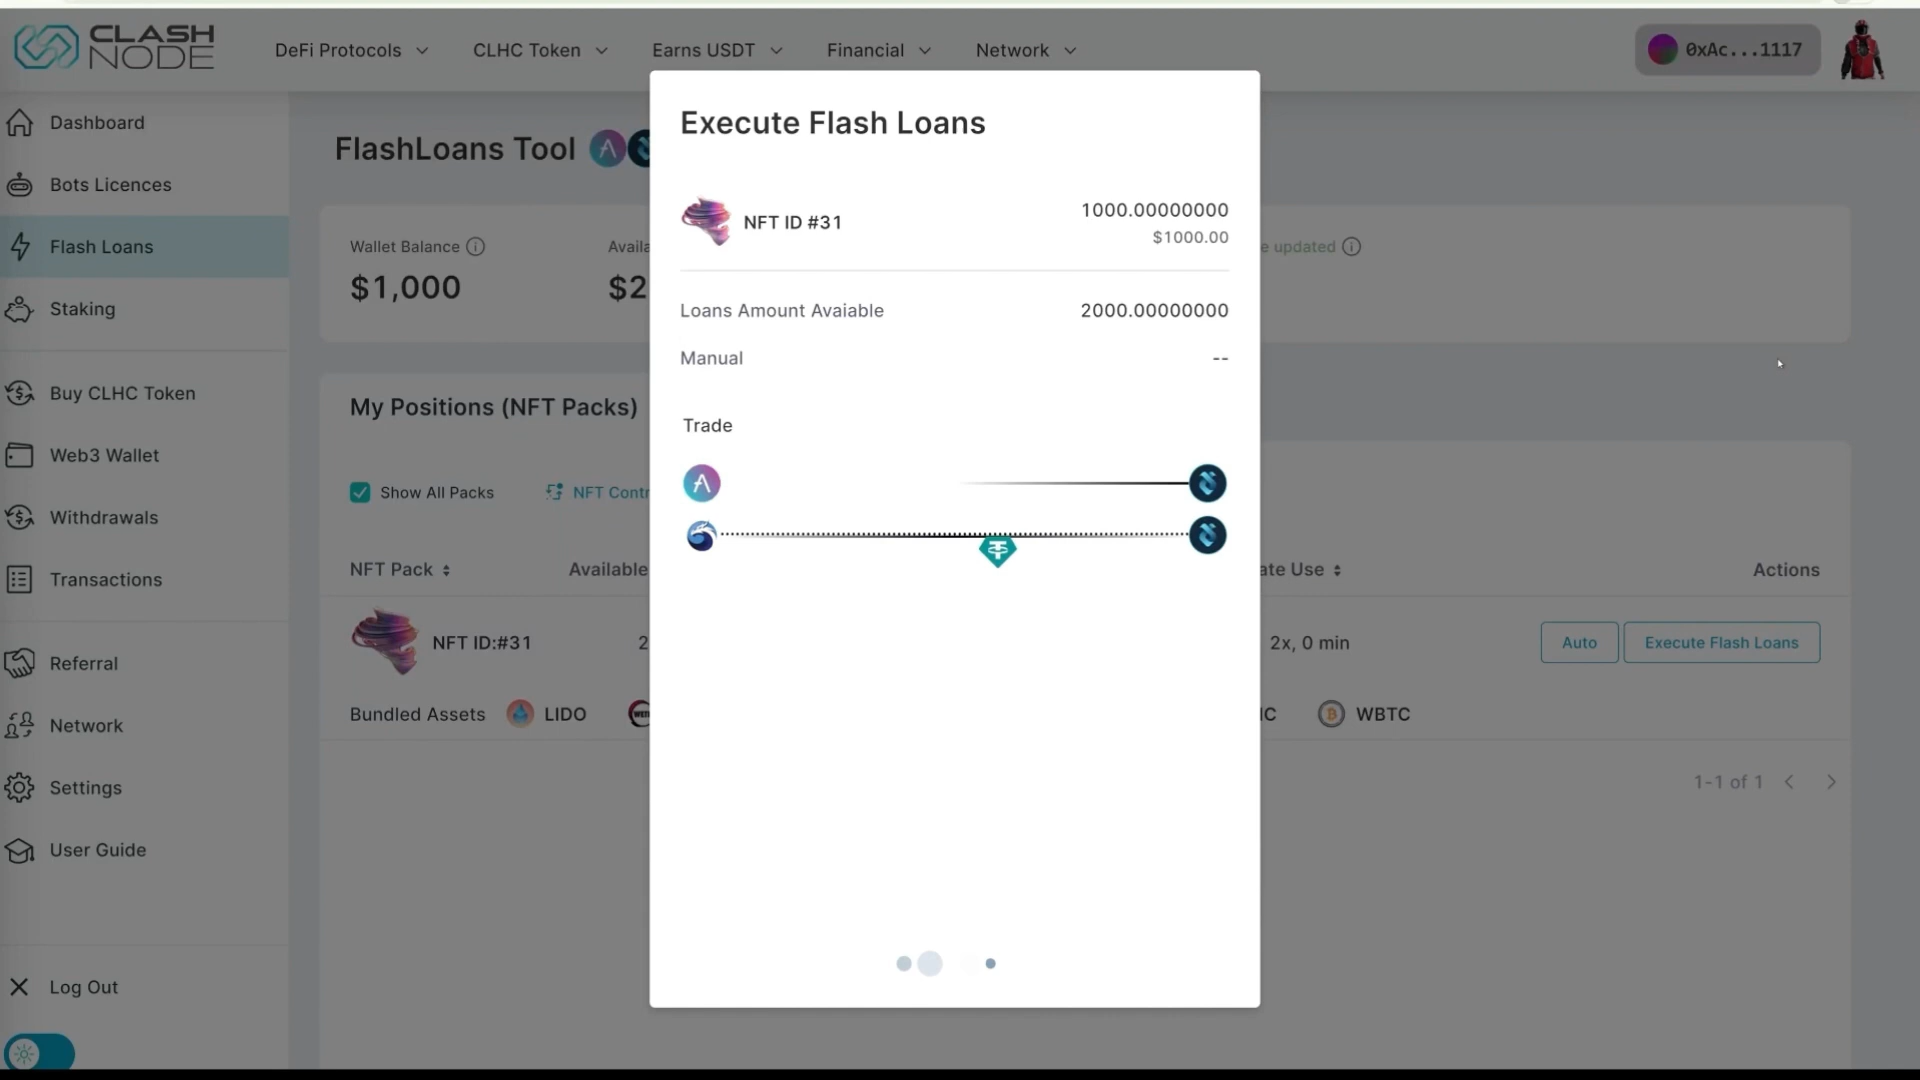 CLASH
NODE
DeFi Protocols
CLHC Token
Earns USDT
Financial
Network
0xAc...1117
Dashboard
Bots Licences
Flash Loans
Staking
Buy CLHC Token
Web3 Wallet
Withdrawals
Transactions
Referral
Network
Settings
User Guide
Log Out
FlashLoans Tool
Wallet Balance
$1,000
Availa
$2
e updated
My Positions (NFT Packs)
Show All Packs
NFT Contr
NFT Pack
Available
ate Use
Actions
NFT ID:#31
2
2x, 0 min
Auto
Execute Flash Loans
Bundled Assets
LIDO
IC
WBTC
1-1 of 1
Execute Flash Loans
NFT ID #31
1000.00000000
$1000.00
Loans Amount Avaiable
2000.00000000
Manual
--
Trade